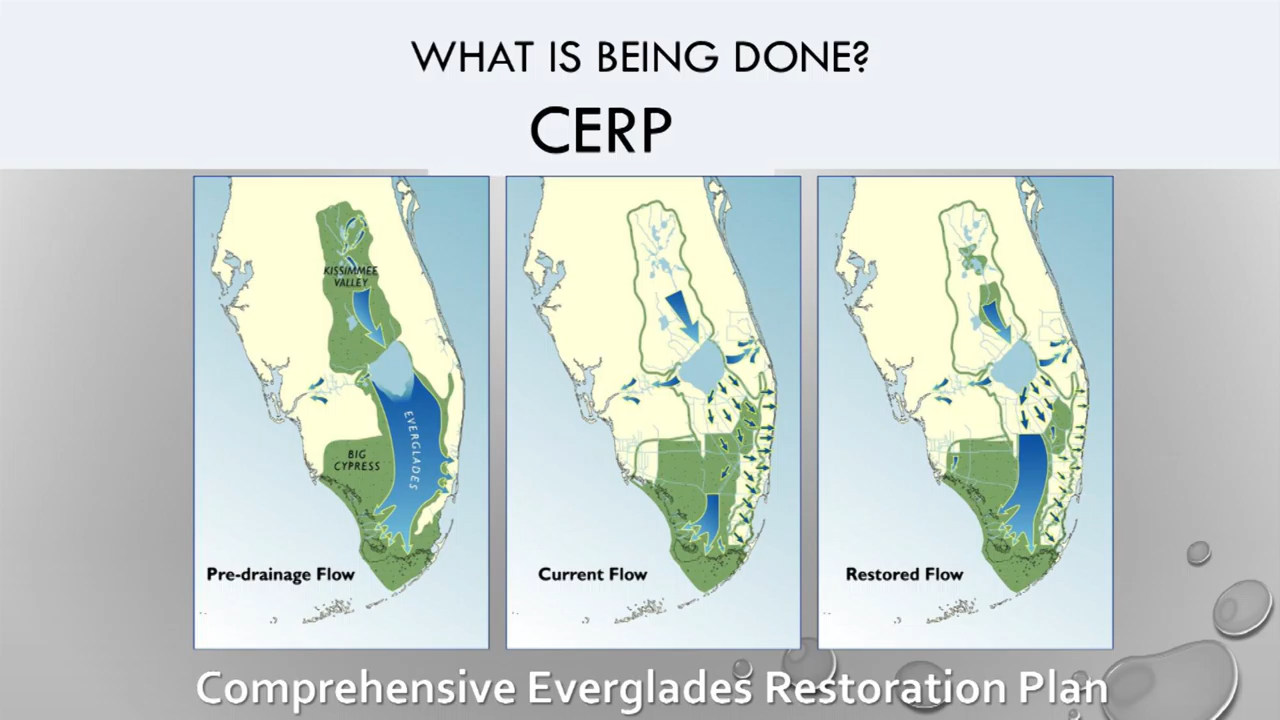 WHAT IS BEING DONE?
CERP
KISSIMMEE
VALLEY
EVERGLADES
BIG
CYPRESS
Pre-drainage Flow
Current Flow
Restored Flow
Comprehensive Everglades Restoration Plan